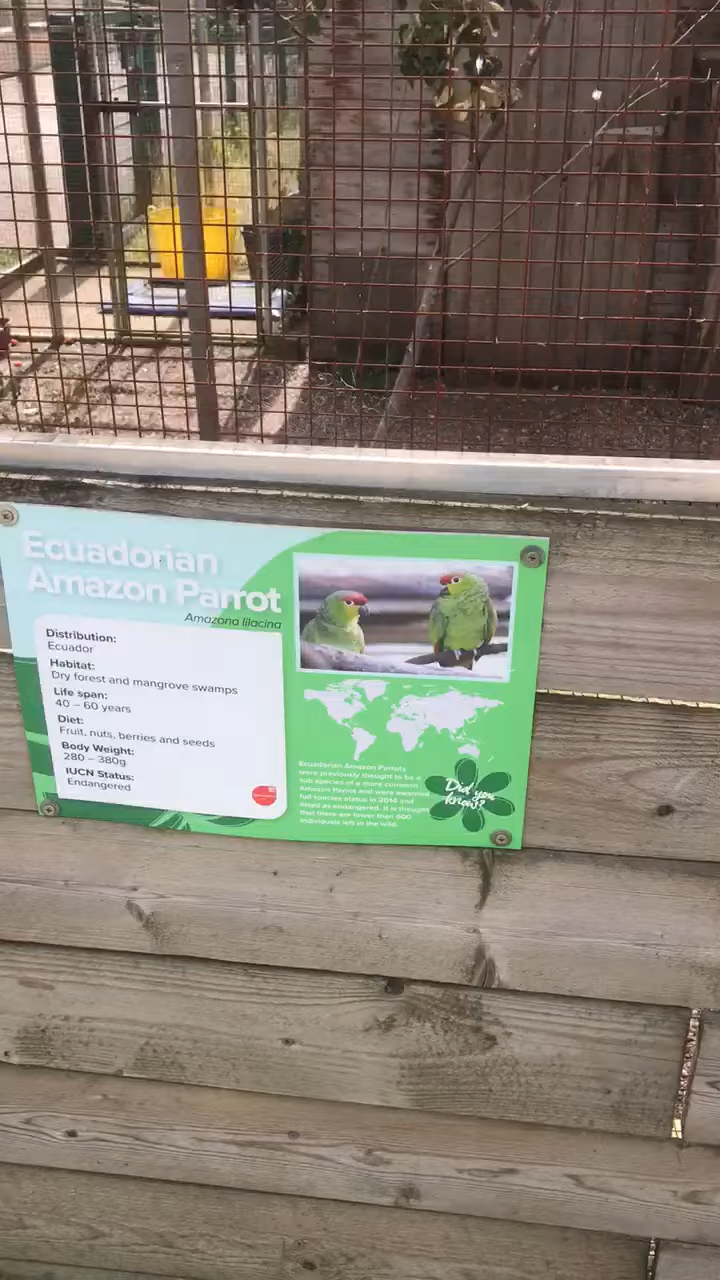 Ecuadorian
Amazon Parrot
Amazona lilacina
Distribution:
Ecuador
Habitat:
Dry forest and mangrove swamps
Life span:
40 – 60 years
Diet:
Fruit, nuts, berries and seeds
Body Weight:
280 – 380g
IUCN Status:
Endangered
Ecuadorian Amazon Parrots
were previously thought to be a
sub species of a more common
Amazon Parrot and were awarded
full species status in 2014 and
listed as endangered. It is thought
that there are fewer than 600
individuals left in the wild.
Did you
know?